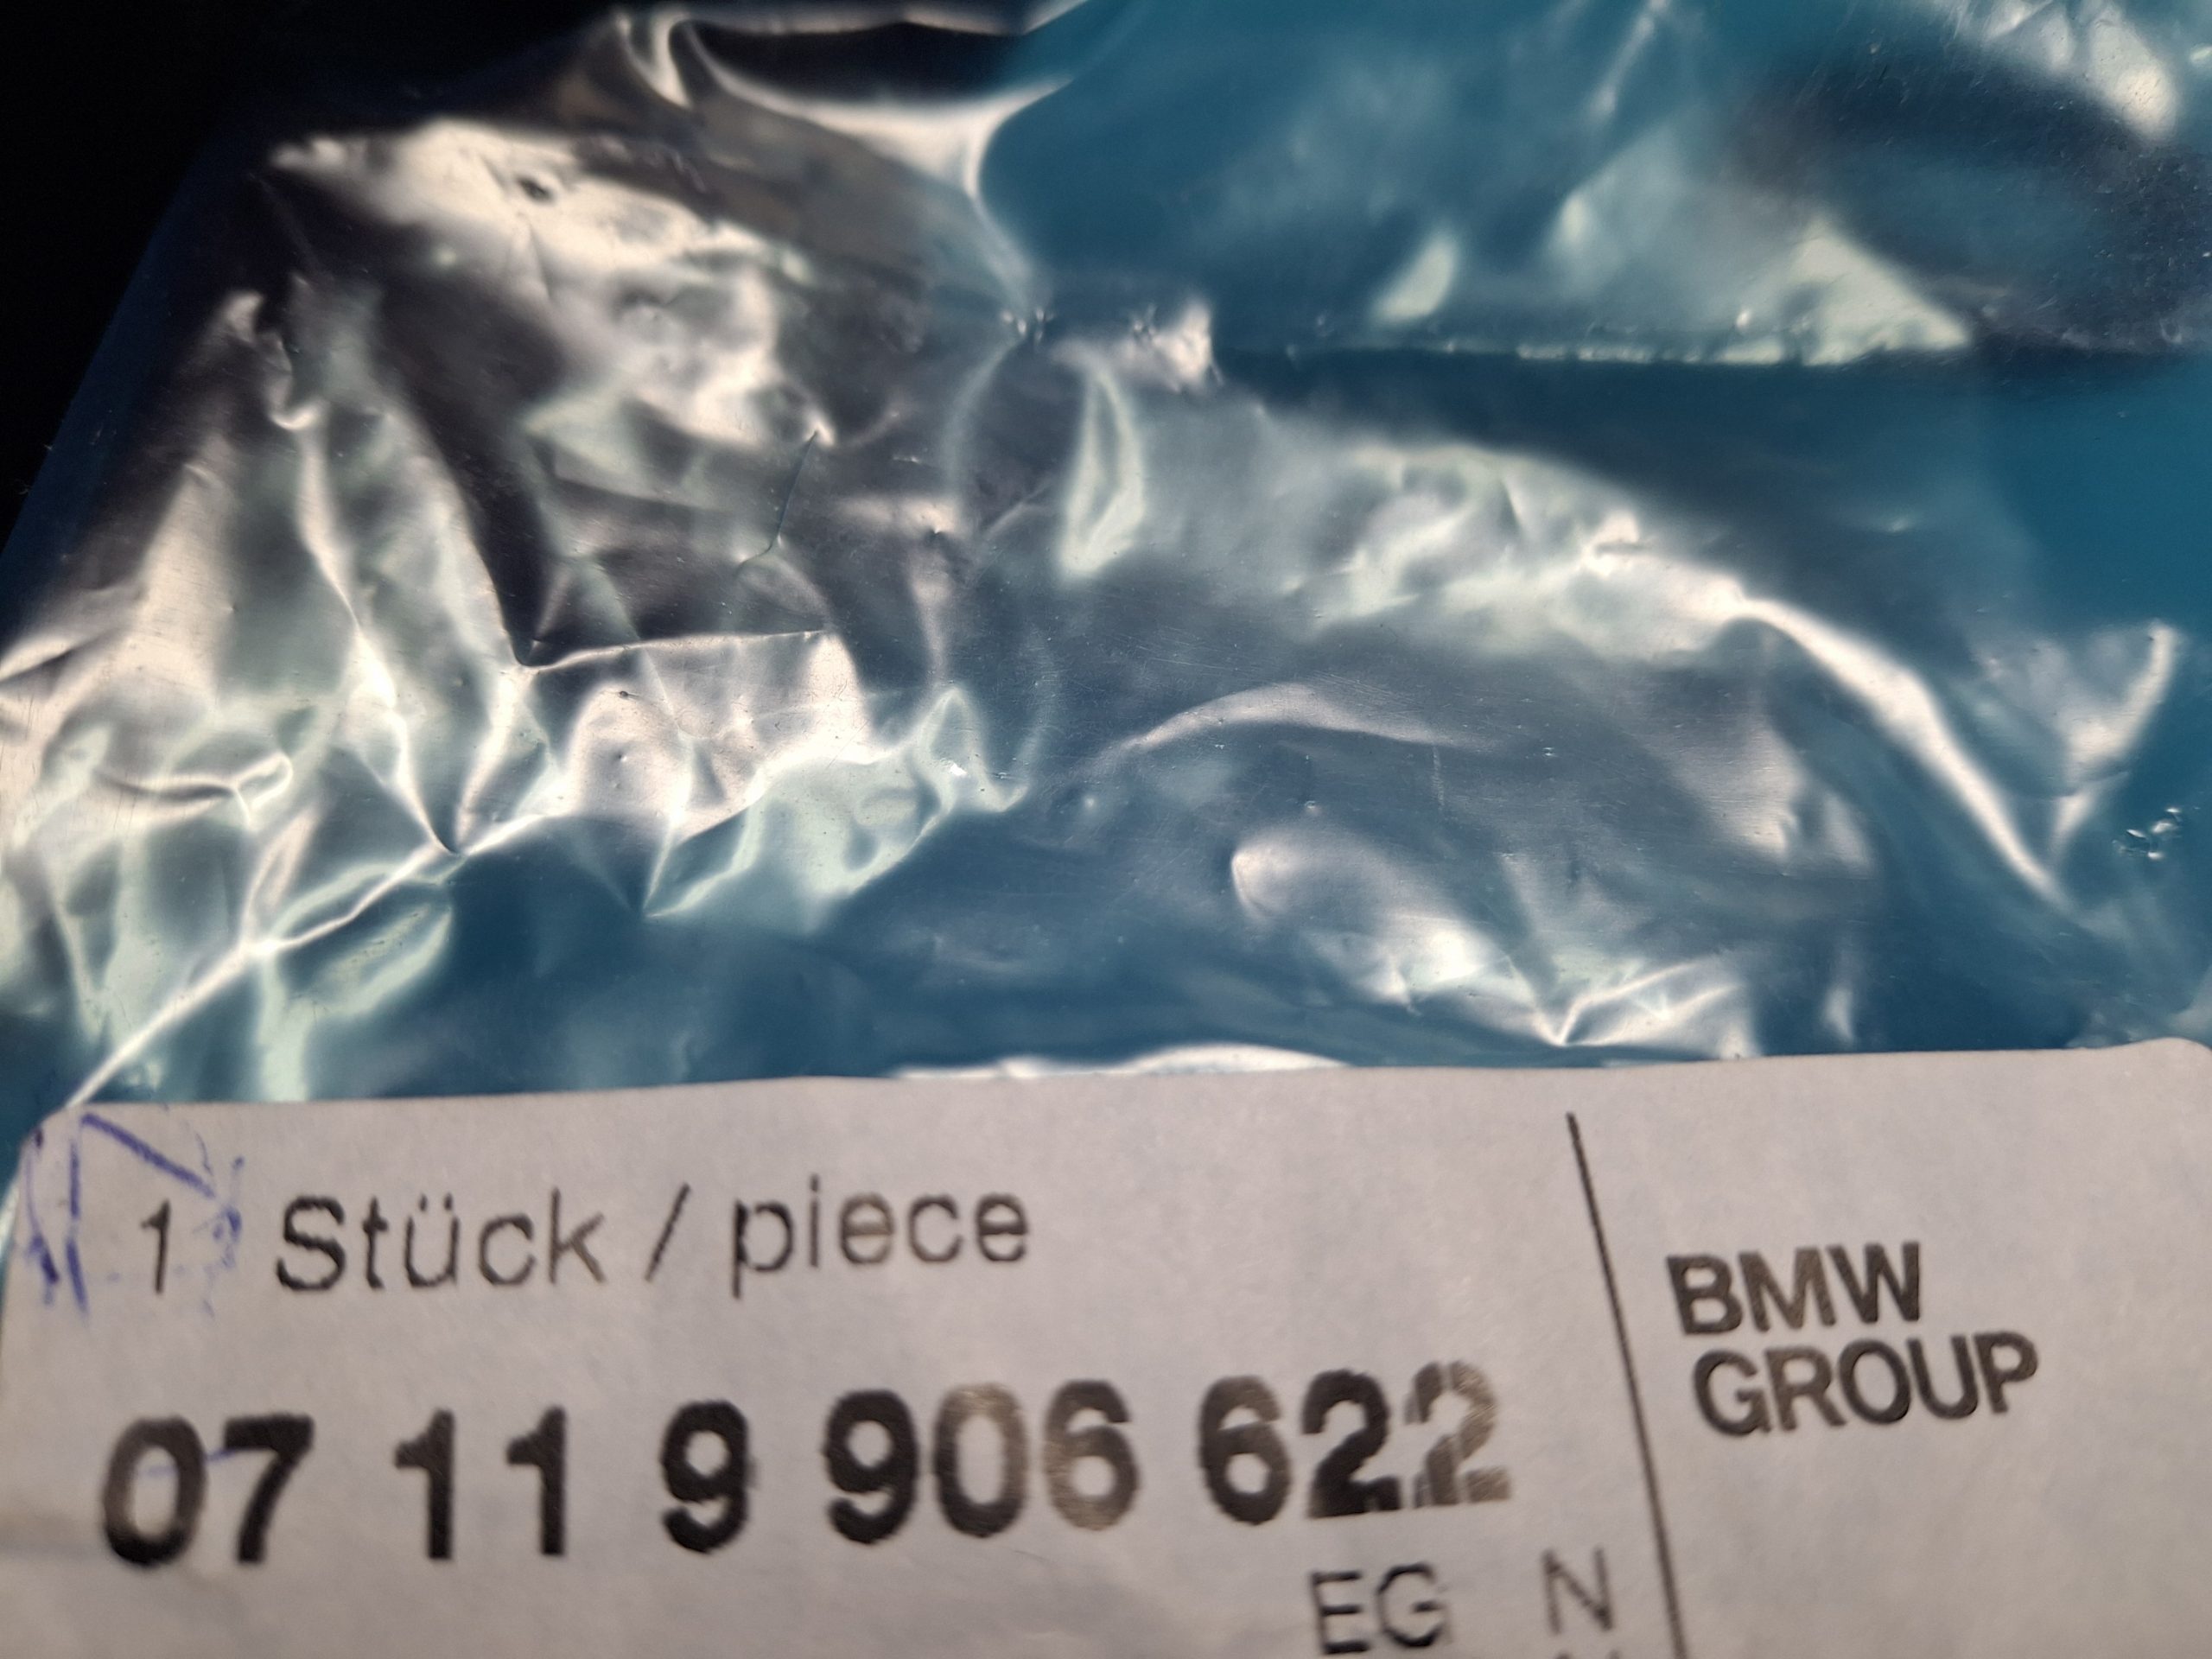 1 Stück / piece
07 11 9 906 622
EG N
BMW
GROUP